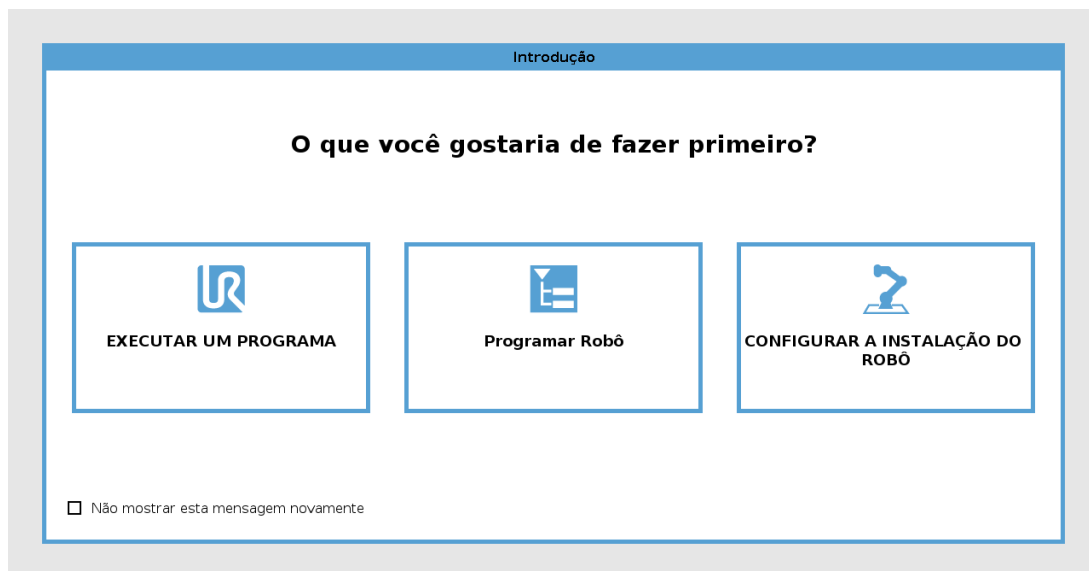 Introdução
O que você gostaria de fazer primeiro?
EXECUTAR UM PROGRAMA
Programar Robô
CONFIGURAR A INSTALAÇÃO DO
ROBÔ
Não mostrar esta mensagem novamente